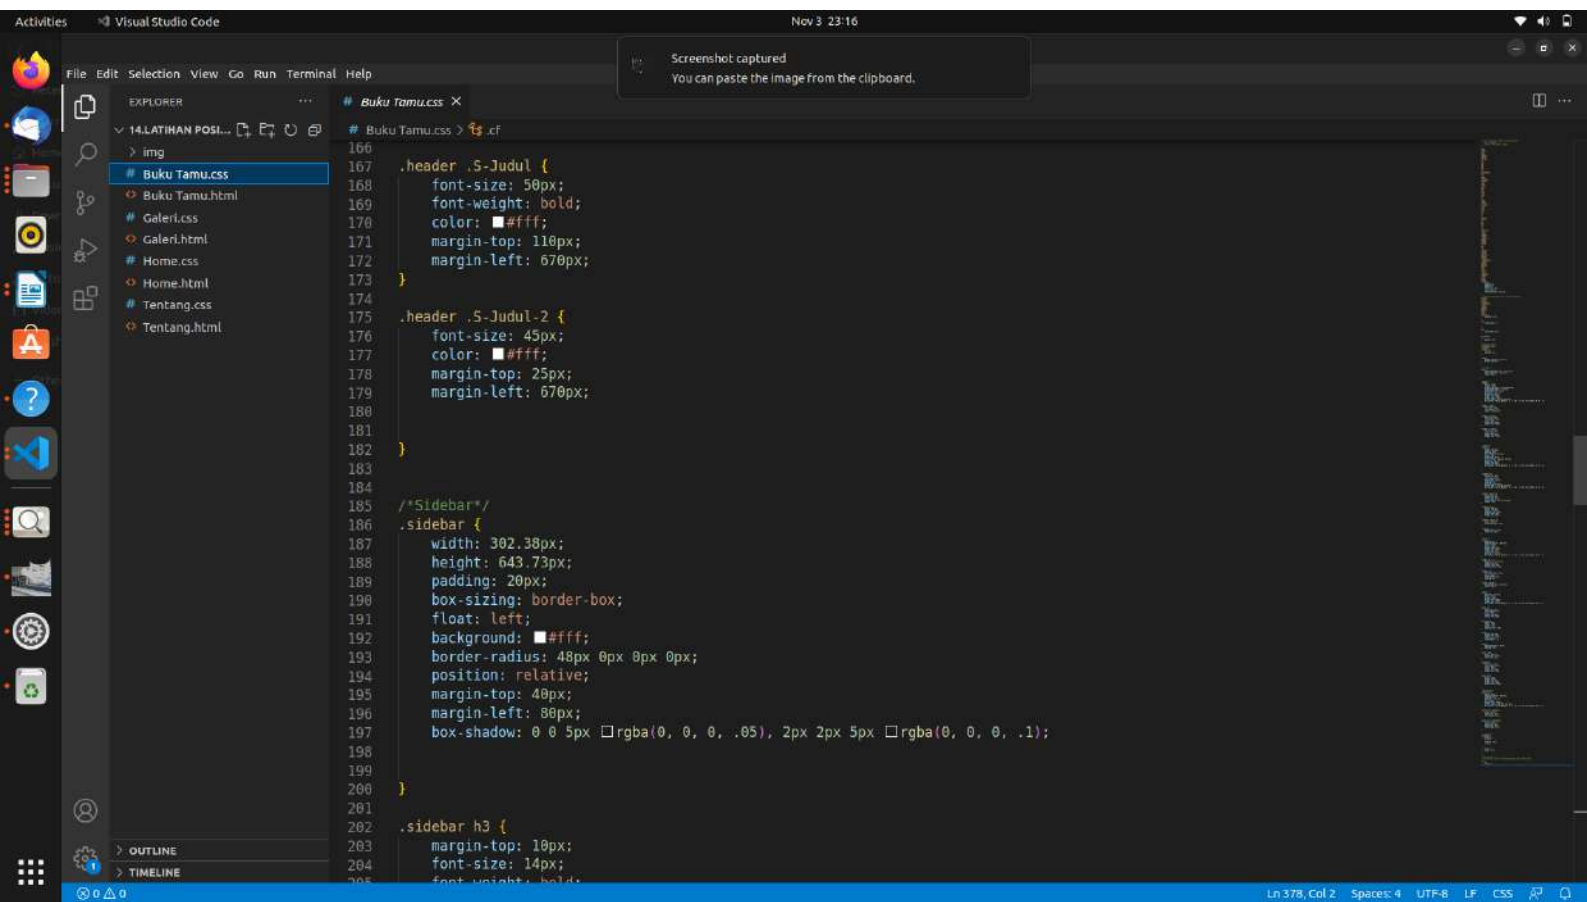 Activities
Visual Studio Code
Nov 3 23:16
Screenshot captured
You can paste the image from the clipboard.
File Edit Selection View Go Run Terminal Help
EXPLORER
14.LATIHAN POSI...
img
# Buku Tamu.css
<> Buku Tamu.html
# Galeri.css
<> Galeri.html
# Home.css
<> Home.html
# Tentang.css
<> Tentang.html
OUTLINE
TIMELINE
# Buku Tamu.css
# Buku Tamu.css > .cf
166
167 .header .S-Judul {
168 font-size: 50px;
169 font-weight: bold;
170 color: #fff;
171 margin-top: 110px;
172 margin-left: 670px;
173 }
174
175 .header .S-Judul-2 {
176 font-size: 45px;
177 color: #fff;
178 margin-top: 25px;
179 margin-left: 670px;
180
181
182 }
183
184
185 /*Sidebar*/
186 .sidebar {
187 width: 302.38px;
188 height: 643.73px;
189 padding: 20px;
190 box-sizing: border-box;
191 float: left;
192 background: #fff;
193 border-radius: 48px 0px 0px 0px;
194 position: relative;
195 margin-top: 40px;
196 margin-left: 80px;
197 box-shadow: 0 0 5px rgba(0, 0, 0, .05), 2px 2px 5px rgba(0, 0, 0, .1);
198
199
200 }
201
202 .sidebar h3 {
203 margin-top: 10px;
204 font-size: 14px;
205 font-weight: bold;
1
0 0
Ln 378, Col 2 Spaces: 4 UTF-8 LF CSS